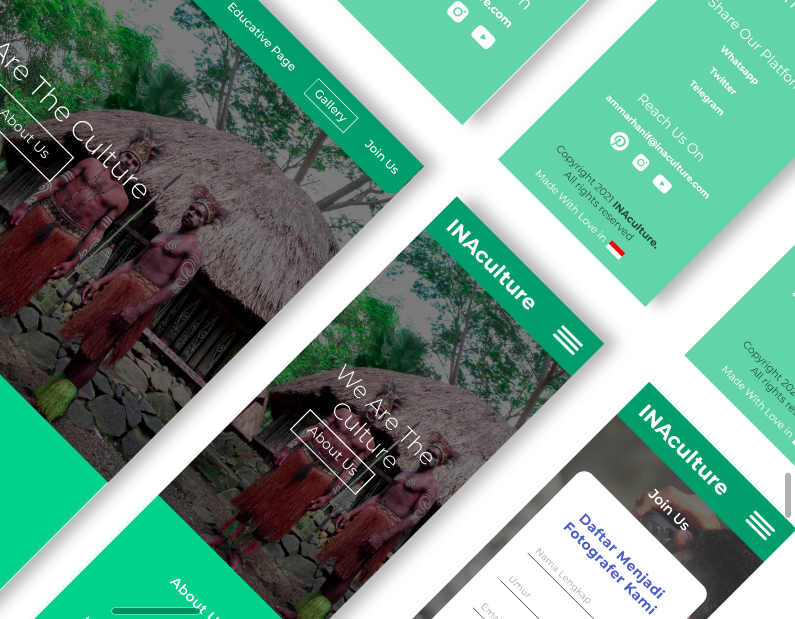 Are The Culture
About Us
Educative Page
Gallery
Join Us
INAculture
We Are The
Culture
About Us
About U
Share Our Platfor
Whatsapp
Twitter
Telegram
Reach Us On
ammarhanif@inaculture.com
Copyright 2021 INAculture.
All rights reserved
Made With Love in
INAculture
Join Us
Daftar Menjadi
Fotografer Kami
Nama Lengkap
Umur
Emai
Copyright 202
All rights re
Made With Love in